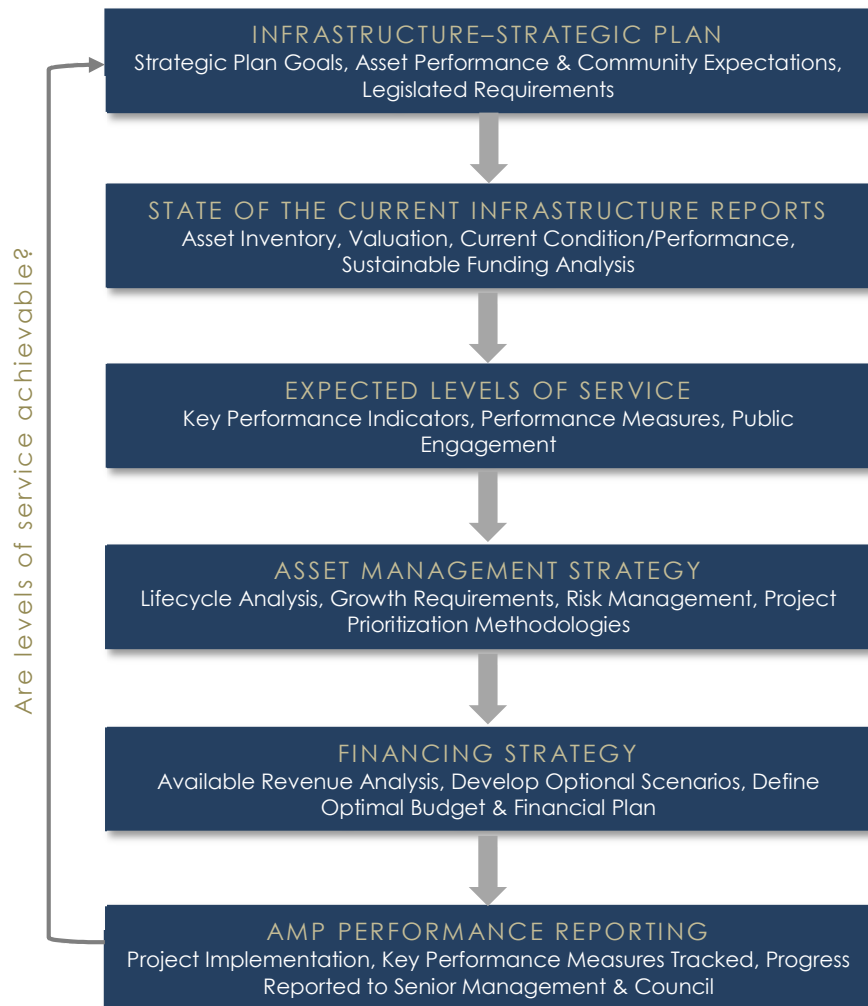 INFRASTRUCTURE–STRATEGIC PLAN
Strategic Plan Goals, Asset Performance & Community Expectations,
Legislated Requirements
STATE OF THE CURRENT INFRASTRUCTURE REPORTS
Asset Inventory, Valuation, Current Condition/Performance,
Sustainable Funding Analysis
EXPECTED LEVELS OF SERVICE
Key Performance Indicators, Performance Measures, Public
Engagement
ASSET MANAGEMENT STRATEGY
Lifecycle Analysis, Growth Requirements, Risk Management, Project
Prioritization Methodologies
FINANCING STRATEGY
Available Revenue Analysis, Develop Optional Scenarios, Define
Optimal Budget & Financial Plan
AMP PERFORMANCE REPORTING
Project Implementation, Key Performance Measures Tracked, Progress
Reported to Senior Management & Council
Are levels of service achievable?